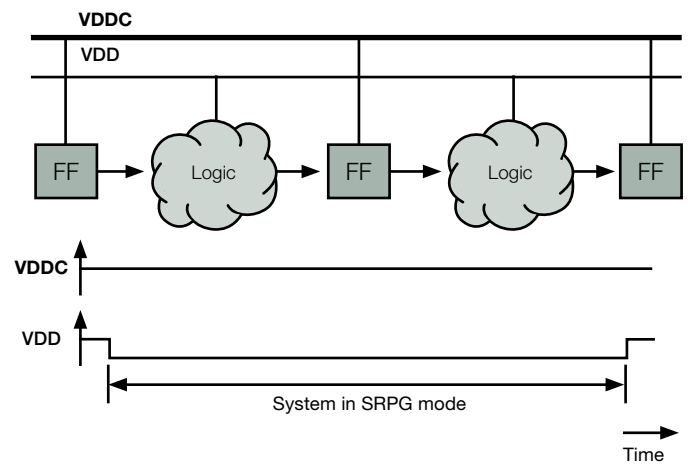 VDDC
VDD
FF
Logic
FF
Logic
FF
VDDC
VDD
System in SRPG mode
Time